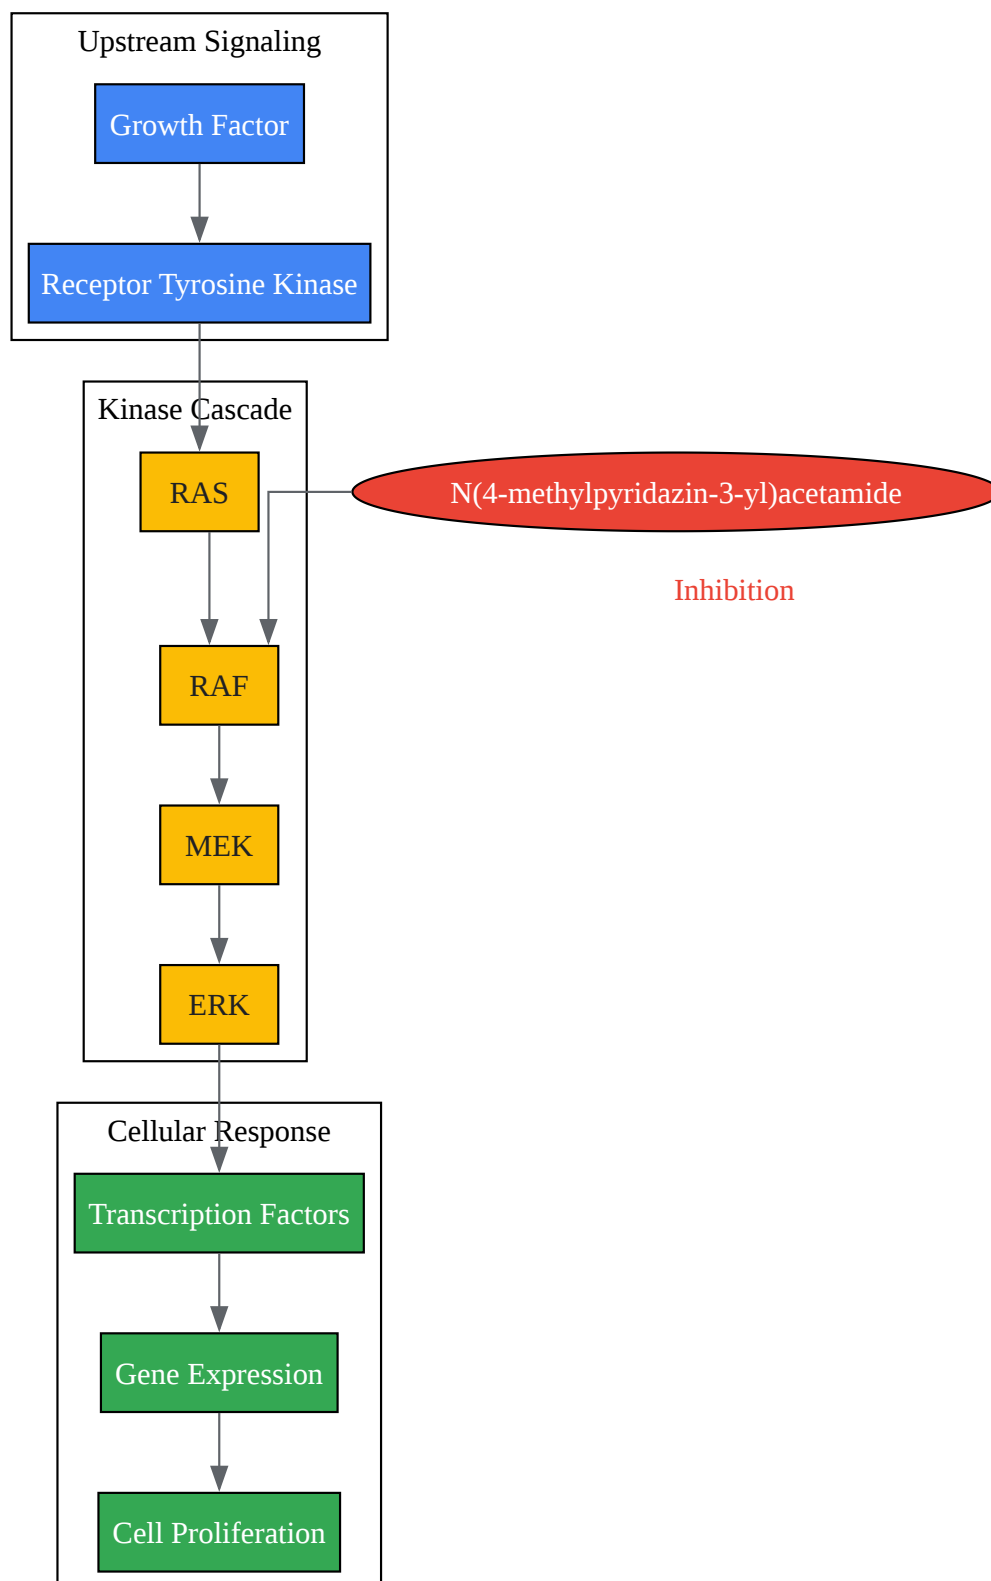 Upstream Signaling
Growth Factor
Receptor Tyrosine Kinase
Kinase Cascade
RAS
N(4-methylpyridazin-3-yl)acetamide
Inhibition
RAF
MEK
ERK
Cellular Response
Transcription Factors
Gene Expression
Cell Proliferation